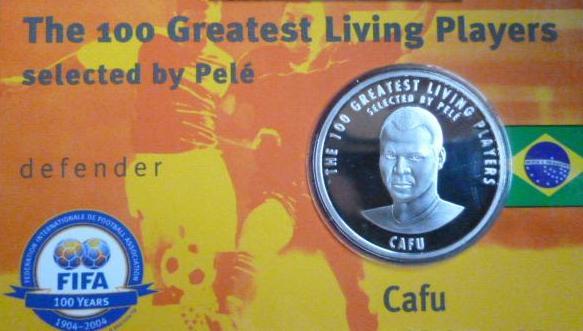 The 100 Greatest Living Players
selected by Pelé
defender
THE 100 GREATEST LIVING PLAYERS
SELECTED BY PELÉ
CAFU
FEDERATION INTERNATIONALE DE FOOTBALL ASSOCIATION
FIFA
100 YEARS
1904-2004
Cafu